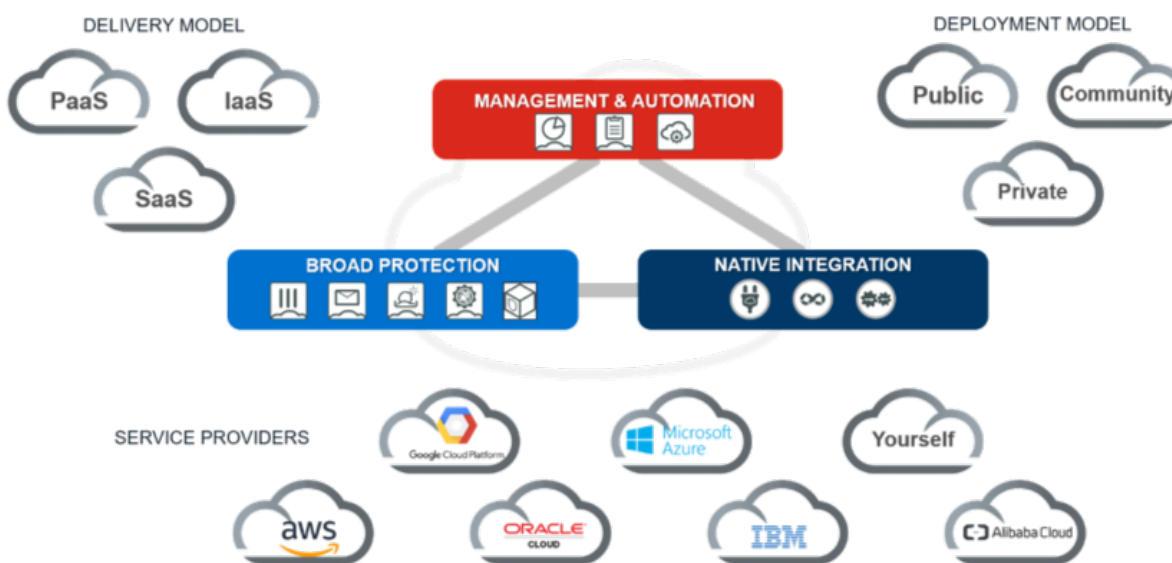 DELIVERY MODEL
PaaS
IaaS
SaaS
DEPLOYMENT MODEL
Public
Community
Private
MANAGEMENT & AUTOMATION
BROAD PROTECTION
NATIVE INTEGRATION
SERVICE PROVIDERS
Google Cloud Platform
Microsoft
Azure
Yourself
aws
ORACLE
CLOUD
IBM
Alibaba Cloud